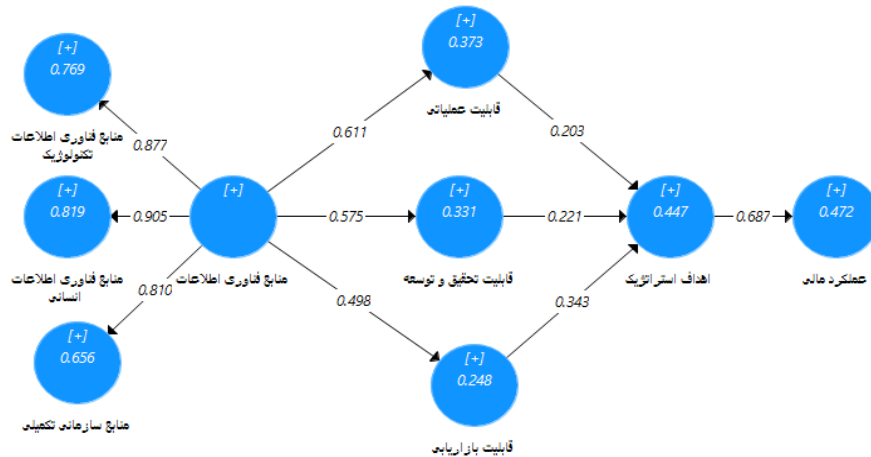 [+]
0.373
قابلیت عملیاتی
[+]
0.769
منابع فناوری اطلاعات
تکنولوژیک
0.877
0.611
0.203
[+]
0.819
منابع فناوری اطلاعات
انسانی
0.905
[+]
منابع فناوری اطلاعات
0.575
[+]
0.331
قابلیت تحقیق و توسعه
0.221
[+]
0.447
اهداف استراتژیک
0.687
[+]
0.472
عملکرد مالی
0.810
0.498
0.343
[+]
0.656
منابع سازمانی تکمیلی
[+]
0.248
قابلیت بازاریابی